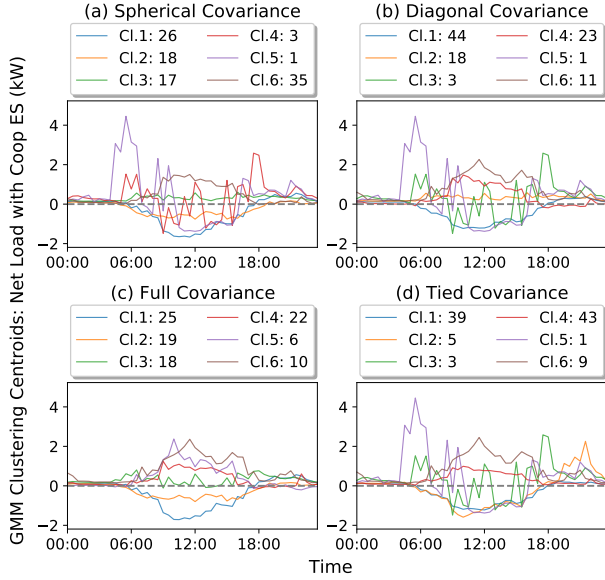 GMM Clustering Centroids: Net Load with Coop ES (kW)
(a) Spherical Covariance
Cl.1: 26 Cl.4: 3
Cl.2: 18 Cl.5: 1
Cl.3: 17 Cl.6: 35
4
2
0
−2
00:00 06:00 12:00 18:00
(b) Diagonal Covariance
Cl.1: 44 Cl.4: 23
Cl.2: 18 Cl.5: 1
Cl.3: 3 Cl.6: 11
4
2
0
−2
00:00 06:00 12:00 18:00
(c) Full Covariance
Cl.1: 25 Cl.4: 22
Cl.2: 19 Cl.5: 6
Cl.3: 18 Cl.6: 10
4
2
0
−2
00:00 06:00 12:00 18:00
(d) Tied Covariance
Cl.1: 39 Cl.4: 43
Cl.2: 5 Cl.5: 1
Cl.3: 3 Cl.6: 9
4
2
0
−2
00:00 06:00 12:00 18:00
Time